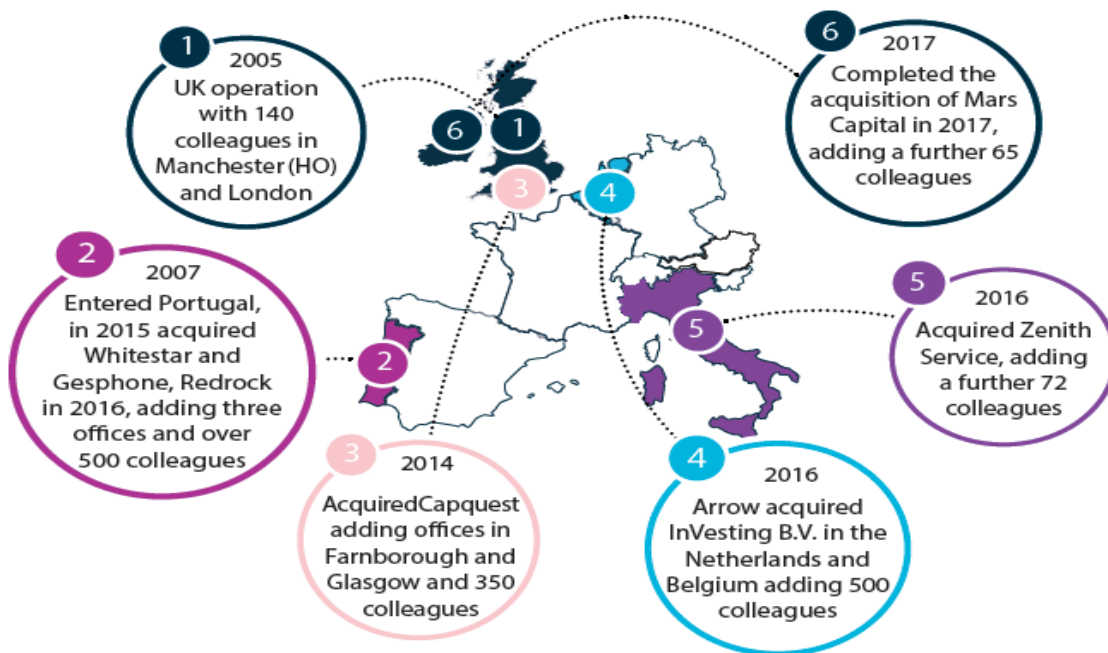 1
2005
UK operation
with 140
colleagues in
Manchester (HO)
and London
6
2017
Completed the
acquisition of Mars
Capital in 2017,
adding a further 65
colleagues
6
1
3
4
2
2007
Entered Portugal,
in 2015 acquired
Whitestar and
Gesphone, Redrock
in 2016, adding three
offices and over
500 colleagues
2
5
5
2016
Acquired Zenith
Service, adding
a further 72
colleagues
3
2014
AcquiredCapquest
adding offices in
Farnborough and
Glasgow and 350
colleagues
4
2016
Arrow acquired
InVesting B.V. in the
Netherlands and
Belgium adding 500
colleagues